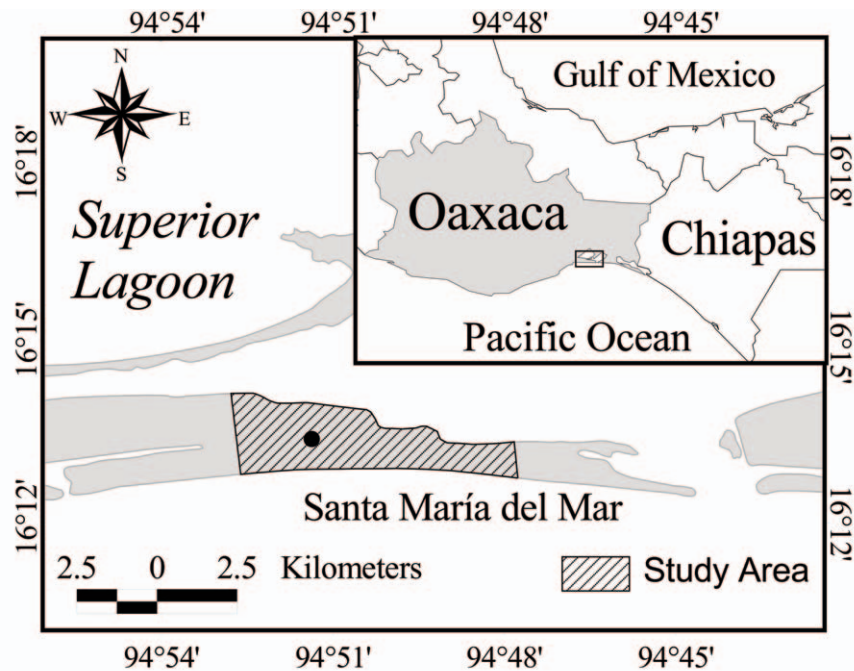 94°54' 94°51' 94°48' 94°45'
N
W E
S
Gulf of Mexico
Oaxaca
Chiapas
Pacific Ocean
16°18' 16°18'
Superior
Lagoon
16°15' 16°15'
16°12' 16°12'
Santa María del Mar
2.5 0 2.5 Kilometers
Study Area
94°54' 94°51' 94°48' 94°45'